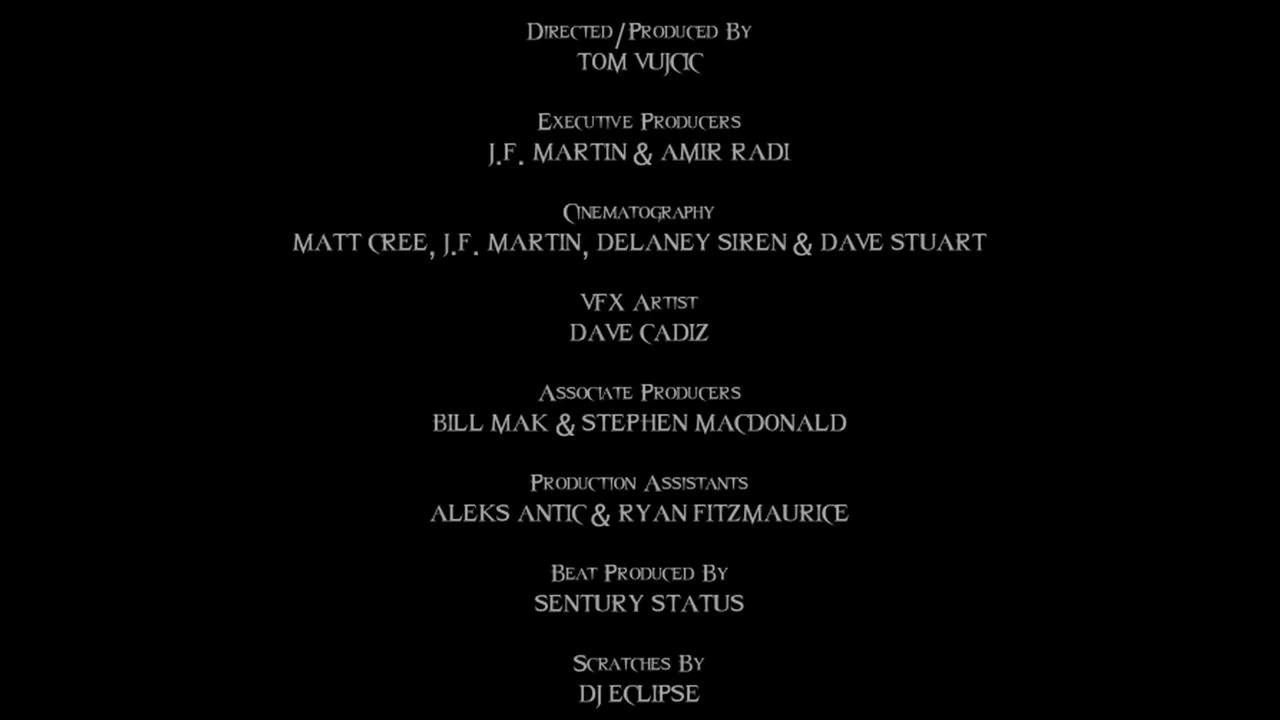 Directed/Produced By
TOM VUJCIC
Executive Producers
J.F. MARTIN & AMIR RADI
Cinematography
MATT CREE, J.F. MARTIN, DELANEY SIREN & DAVE STUART
VFX Artist
DAVE CADIZ
Associate Producers
BILL MAK & STEPHEN MACDONALD
Production Assistants
ALEKS ANTIC & RYAN FITZMAURICE
Beat Produced By
SENTURY STATUS
Scratches By
DJ ECLIPSE